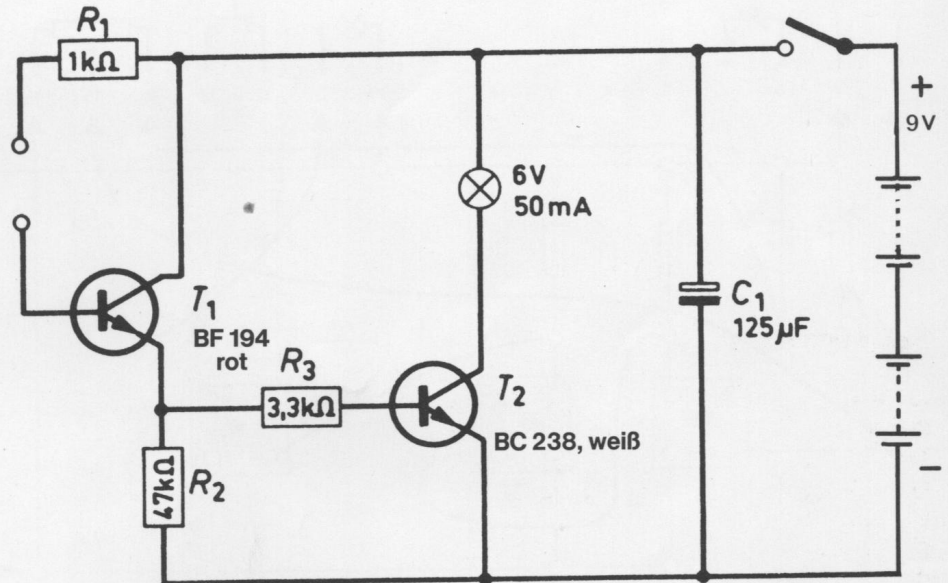 R₁
1kΩ
+
9V
6V
50mA
T₁
BF 194
rot
C₁
125µF
R₃
3,3kΩ
T₂
BC 238, weiß
47kΩ
R₂
−